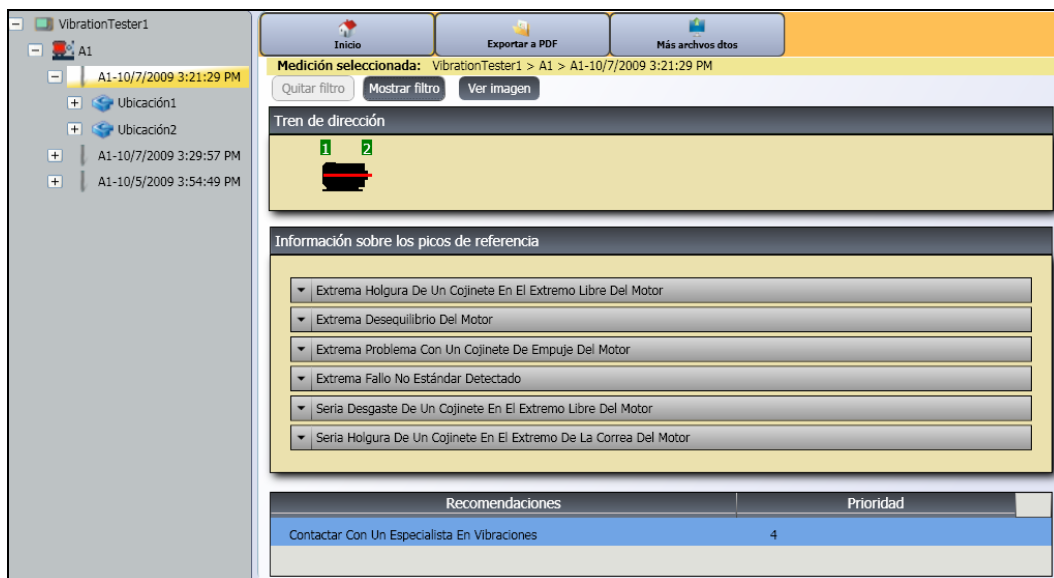 VibrationTester1
A1
A1-10/7/2009 3:21:29 PM
Ubicación1
Ubicación2
A1-10/7/2009 3:29:57 PM
A1-10/5/2009 3:54:49 PM
Inicio
Exportar a PDF
Más archvos dtos
Medición seleccionada: VibrationTester1 > A1 > A1-10/7/2009 3:21:29 PM
Quitar filtro
Mostrar filtro
Ver imagen
Tren de dirección
1 2
Información sobre los picos de referencia
Extrema Holgura De Un Cojinete En El Extremo Libre Del Motor
Extrema Desequilibrio Del Motor
Extrema Problema Con Un Cojinete De Empuje Del Motor
Extrema Fallo No Estándar Detectado
Seria Desgaste De Un Cojinete En El Extremo Libre Del Motor
Seria Holgura De Un Cojinete En El Extremo De La Correa Del Motor
Recomendaciones Prioridad
Contactar Con Un Especialista En Vibraciones 4